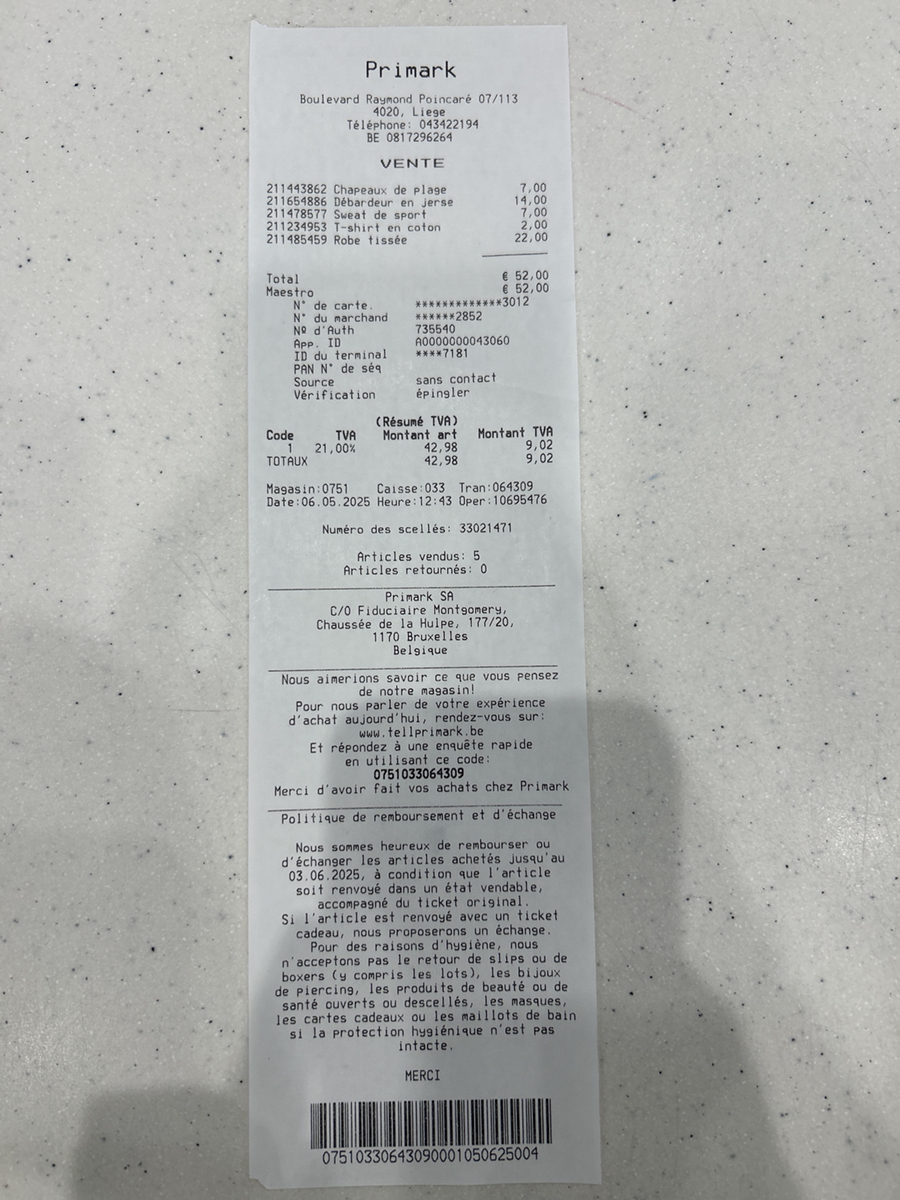 Primark
Boulevard Raymond Poincaré 07/113
4020, Liege
Téléphone: 043422194
BE 0817296264
VENTE
211443862 Chapeaux de plage 7,00
211654886 Débardeur en jerse 14,00
211478577 Sweat de sport 7,00
211234953 T-shirt en coton 2,00
211485459 Robe tissée 22,00
Total € 52,00
Maestro € 52,00
N° de carte. *************3012
N° du marchand ******2852
Nº d'Auth 735540
App. ID A0000000043060
ID du terminal ****7181
PAN N° de séq
Source sans contact
Vérification épingler
(Résumé TVA)
Code TVA Montant art Montant TVA
1 21,00% 42,98 9,02
TOTAUX 42,98 9,02
Magasin:0751 Caisse:033 Tran:064309
Date:06.05.2025 Heure:12:43 Oper:10695476
Numéro des scellés: 33021471
Articles vendus: 5
Articles retournés: 0
Primark SA
C/O Fiduciaire Montgomery,
Chaussée de la Hulpe, 177/20,
1170 Bruxelles
Belgique
Nous aimerions savoir ce que vous pensez
de notre magasin!
Pour nous parler de votre expérience
d'achat aujourd'hui, rendez-vous sur:
www.tellprimark.be
Et répondez à une enquête rapide
en utilisant ce code:
0751033064309
Merci d'avoir fait vos achats chez Primark
Politique de remboursement et d'échange
Nous sommes heureux de rembourser ou
d'échanger les articles achetés jusqu'au
03.06.2025, à condition que l'article
soit renvoyé dans un état vendable,
accompagné du ticket original.
Si l'article est renvoyé avec un ticket
cadeau, nous proposerons un échange.
Pour des raisons d'hygiène, nous
n'acceptons pas le retour de slips ou de
boxers (y compris les lots), les bijoux
de piercing, les produits de beauté ou de
santé ouverts ou descellés, les masques,
les cartes cadeaux ou les maillots de bain
si la protection hygiénique n'est pas
intacte.
MERCI
07510330643090001050625004